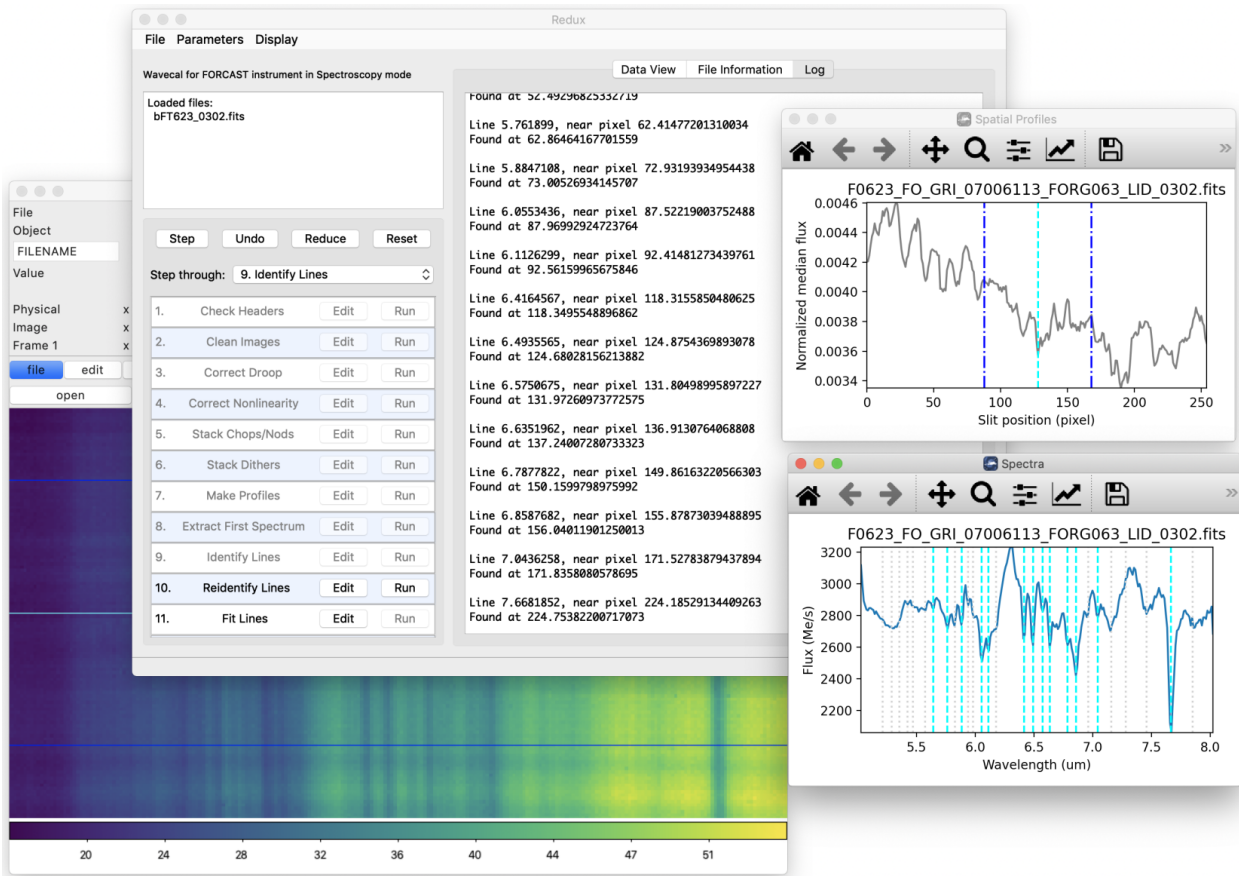 Redux
File Parameters Display
Wavecal for FORCAST instrument in Spectroscopy mode
Loaded files:
bFT623_0302.fits
Step Undo Reduce Reset
Step through: 9. Identify Lines
1. Check Headers Edit Run
2. Clean Images Edit Run
3. Correct Droop Edit Run
4. Correct Nonlinearity Edit Run
5. Stack Chops/Nods Edit Run
6. Stack Dithers Edit Run
7. Make Profiles Edit Run
8. Extract First Spectrum Edit Run
9. Identify Lines Edit Run
10. Reidentify Lines Edit Run
11. Fit Lines Edit Run
Data View File Information Log
Found at 52.49296825332719
Line 5.761899, near pixel 62.41477201310034
Found at 62.86464167701559
Line 5.8847108, near pixel 72.93193934954438
Found at 73.00526934145707
Line 6.0553436, near pixel 87.52219003752488
Found at 87.96992924723764
Line 6.1126299, near pixel 92.41481273439761
Found at 92.56159965675846
Line 6.4164567, near pixel 118.3155850480625
Found at 118.3495548896862
Line 6.4935565, near pixel 124.8754369893078
Found at 124.68028156213882
Line 6.5750675, near pixel 131.80498995897227
Found at 131.97260973772575
Line 6.6351962, near pixel 136.9130764068808
Found at 137.24007280733323
Line 6.7877822, near pixel 149.86163220566303
Found at 150.1599798975992
Line 6.8587682, near pixel 155.87873039488895
Found at 156.04011901250013
Line 7.0436258, near pixel 171.52783879437894
Found at 171.8358080578695
Line 7.6681852, near pixel 224.18529134409263
Found at 224.75382200717073
File
Object
FILENAME
Value
Physical x
Image x
Frame 1 x
file edit
open
20 24 28 32 36 40 44 47 51
Spatial Profiles
F0623_FO_GRI_07006113_FORG063_LID_0302.fits
Normalized median flux
0.0046
0.0044
0.0042
0.0040
0.0038
0.0036
0.0034
0 50 100 150 200 250
Slit position (pixel)
Spectra
F0623_FO_GRI_07006113_FORG063_LID_0302.fits
Flux (Me/s)
3200
3000
2800
2600
2400
2200
5.5 6.0 6.5 7.0 7.5 8.0
Wavelength (um)